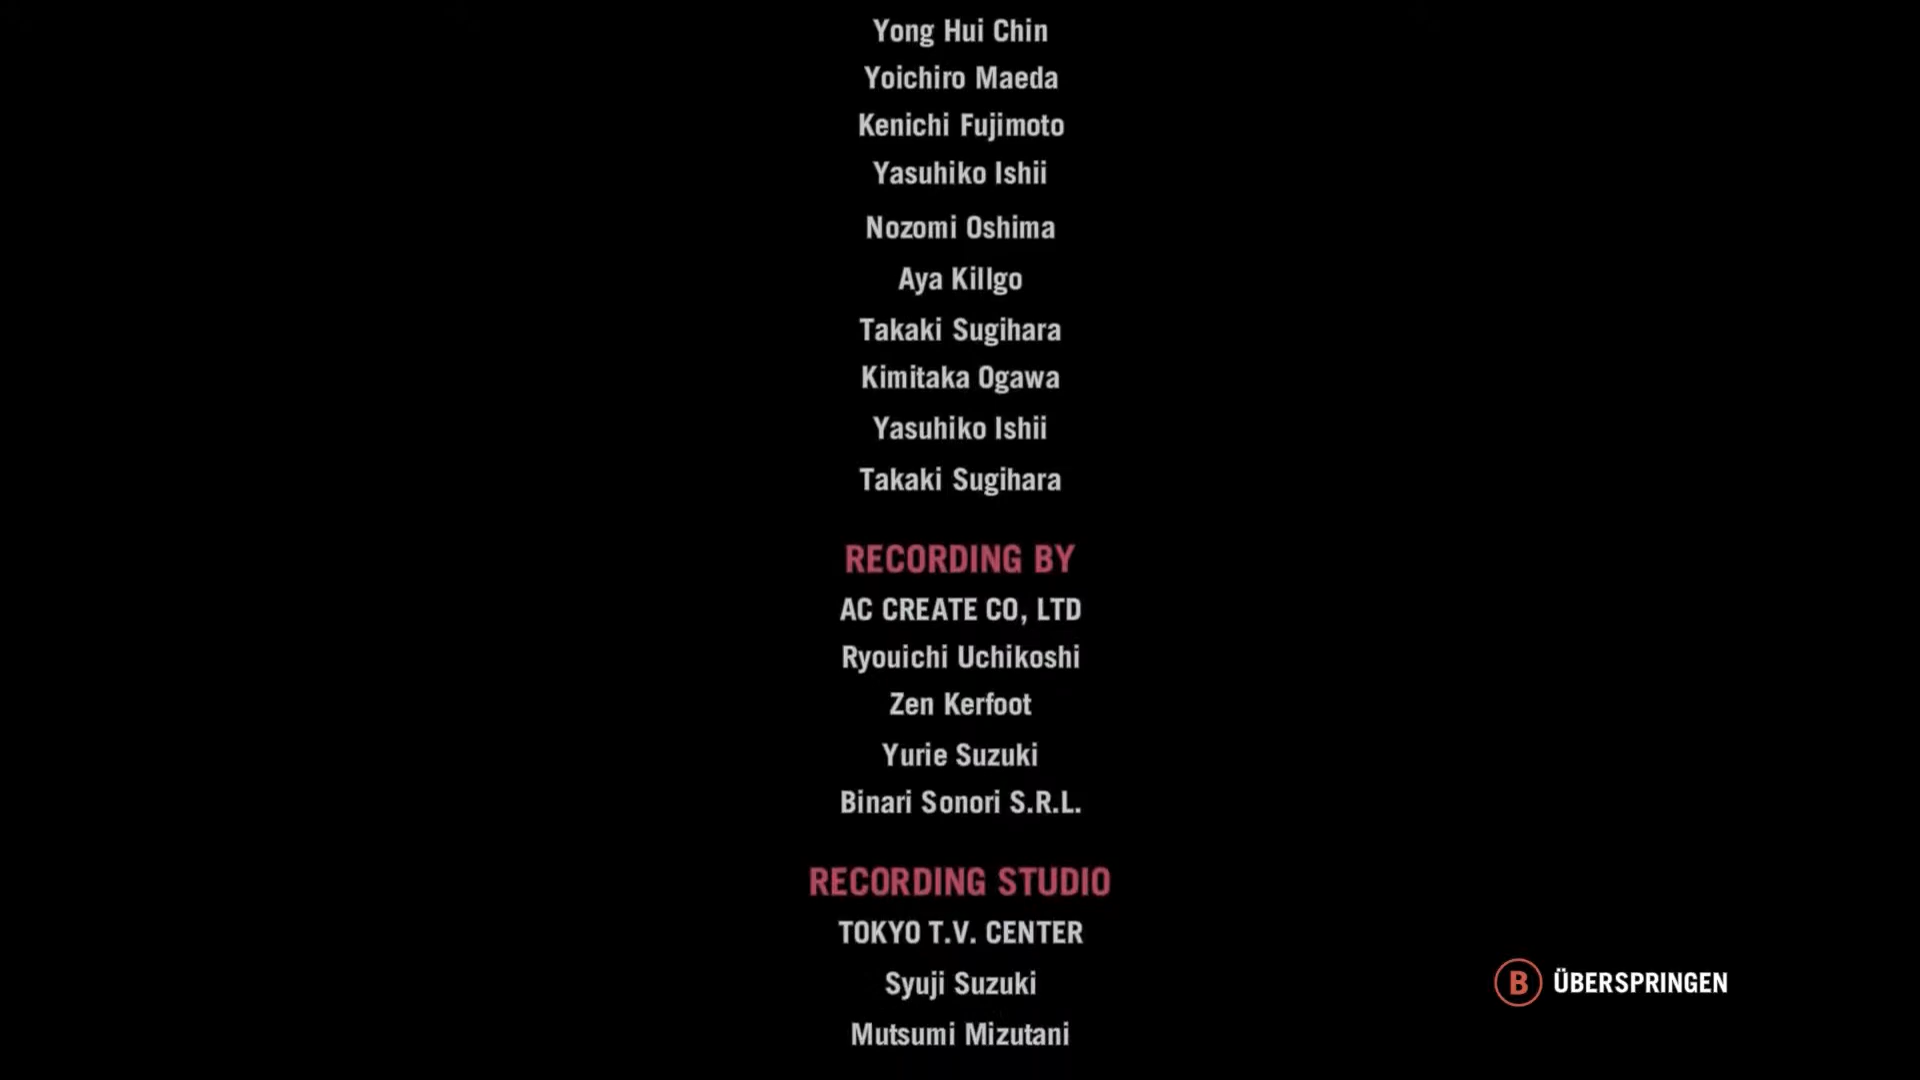 Yong Hui Chin
Yoichiro Maeda
Kenichi Fujimoto
Yasuhiko Ishii
Nozomi Oshima
Aya Killgo
Takaki Sugihara
Kimitaka Ogawa
Yasuhiko Ishii
Takaki Sugihara
RECORDING BY
AC CREATE CO, LTD
Ryouichi Uchikoshi
Zen Kerfoot
Yurie Suzuki
Binari Sonori S.R.L.
RECORDING STUDIO
TOKYO T.V. CENTER
Syuji Suzuki
B ÜBERSPRINGEN
Mutsumi Mizutani